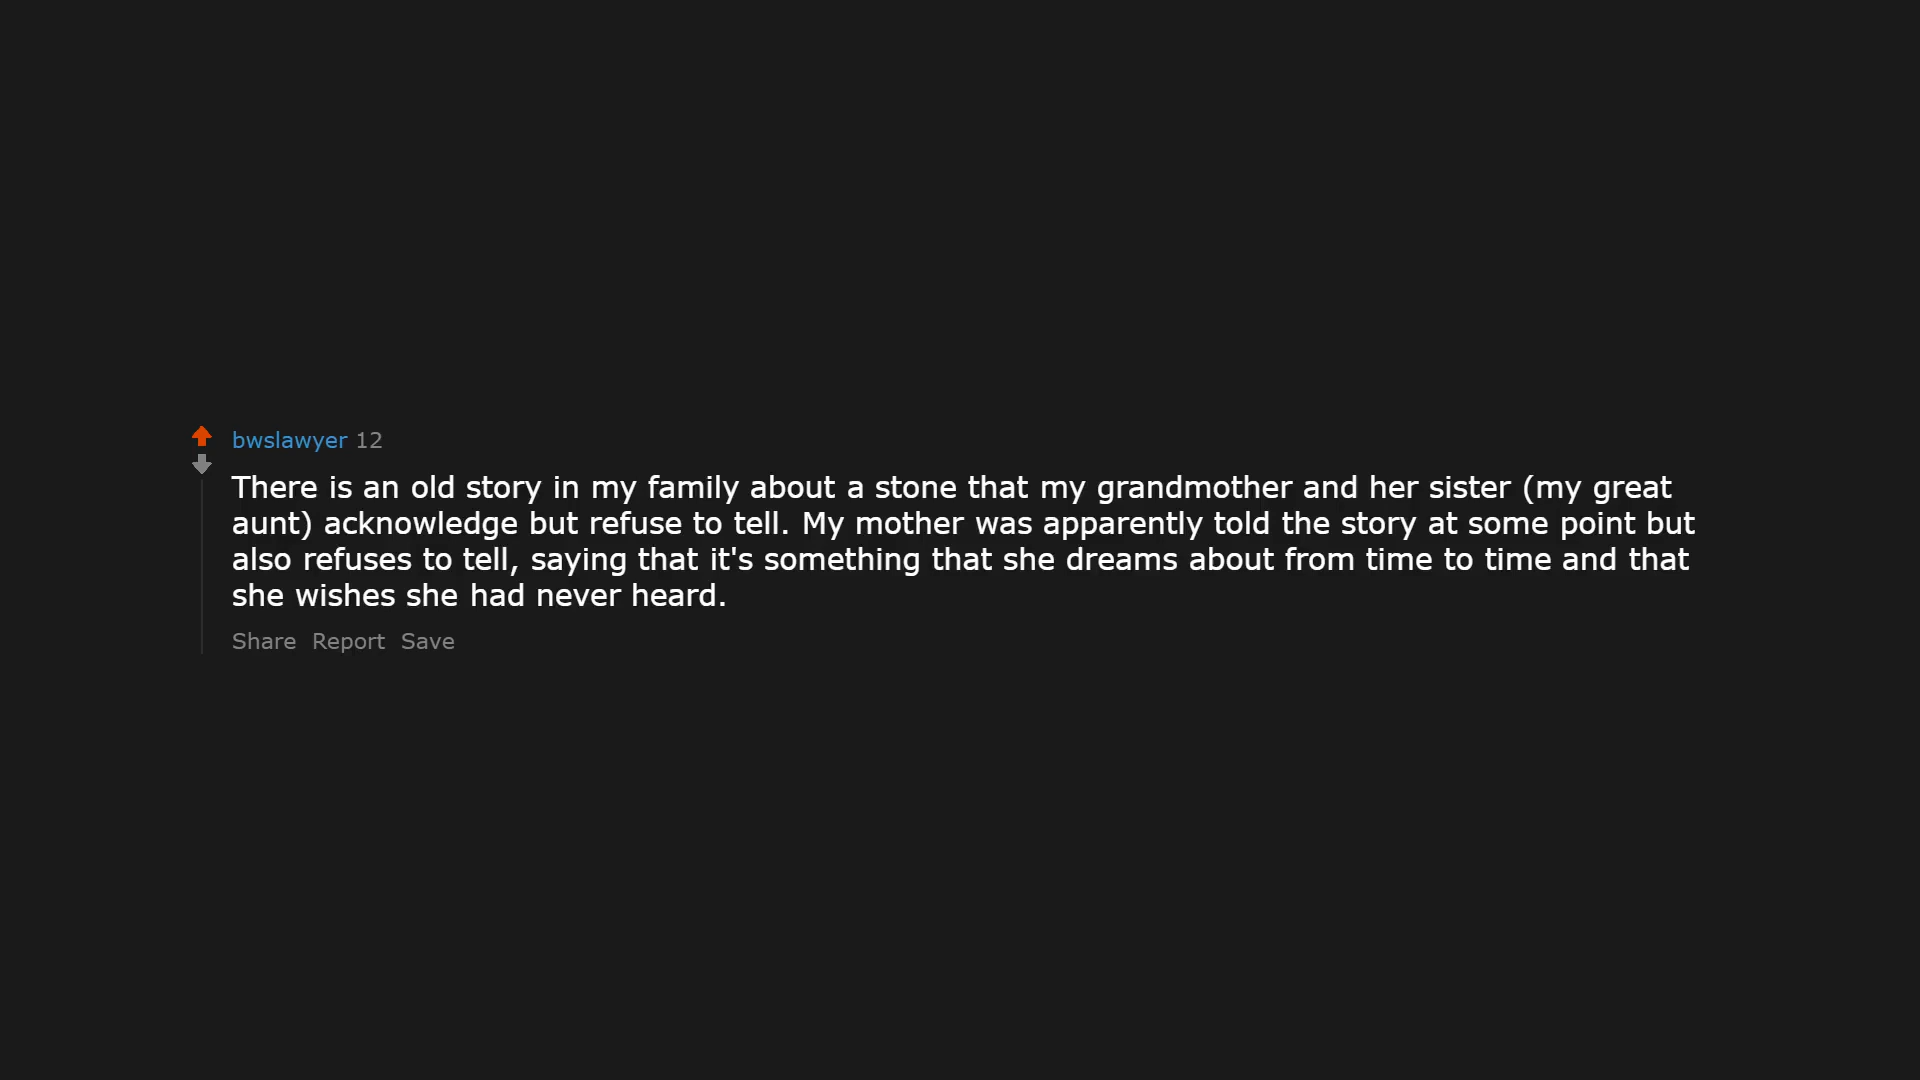 bwslawyer 12
There is an old story in my family about a stone that my grandmother and her sister (my great
aunt) acknowledge but refuse to tell. My mother was apparently told the story at some point but
also refuses to tell, saying that it's something that she dreams about from time to time and that
she wishes she had never heard.
Share Report Save